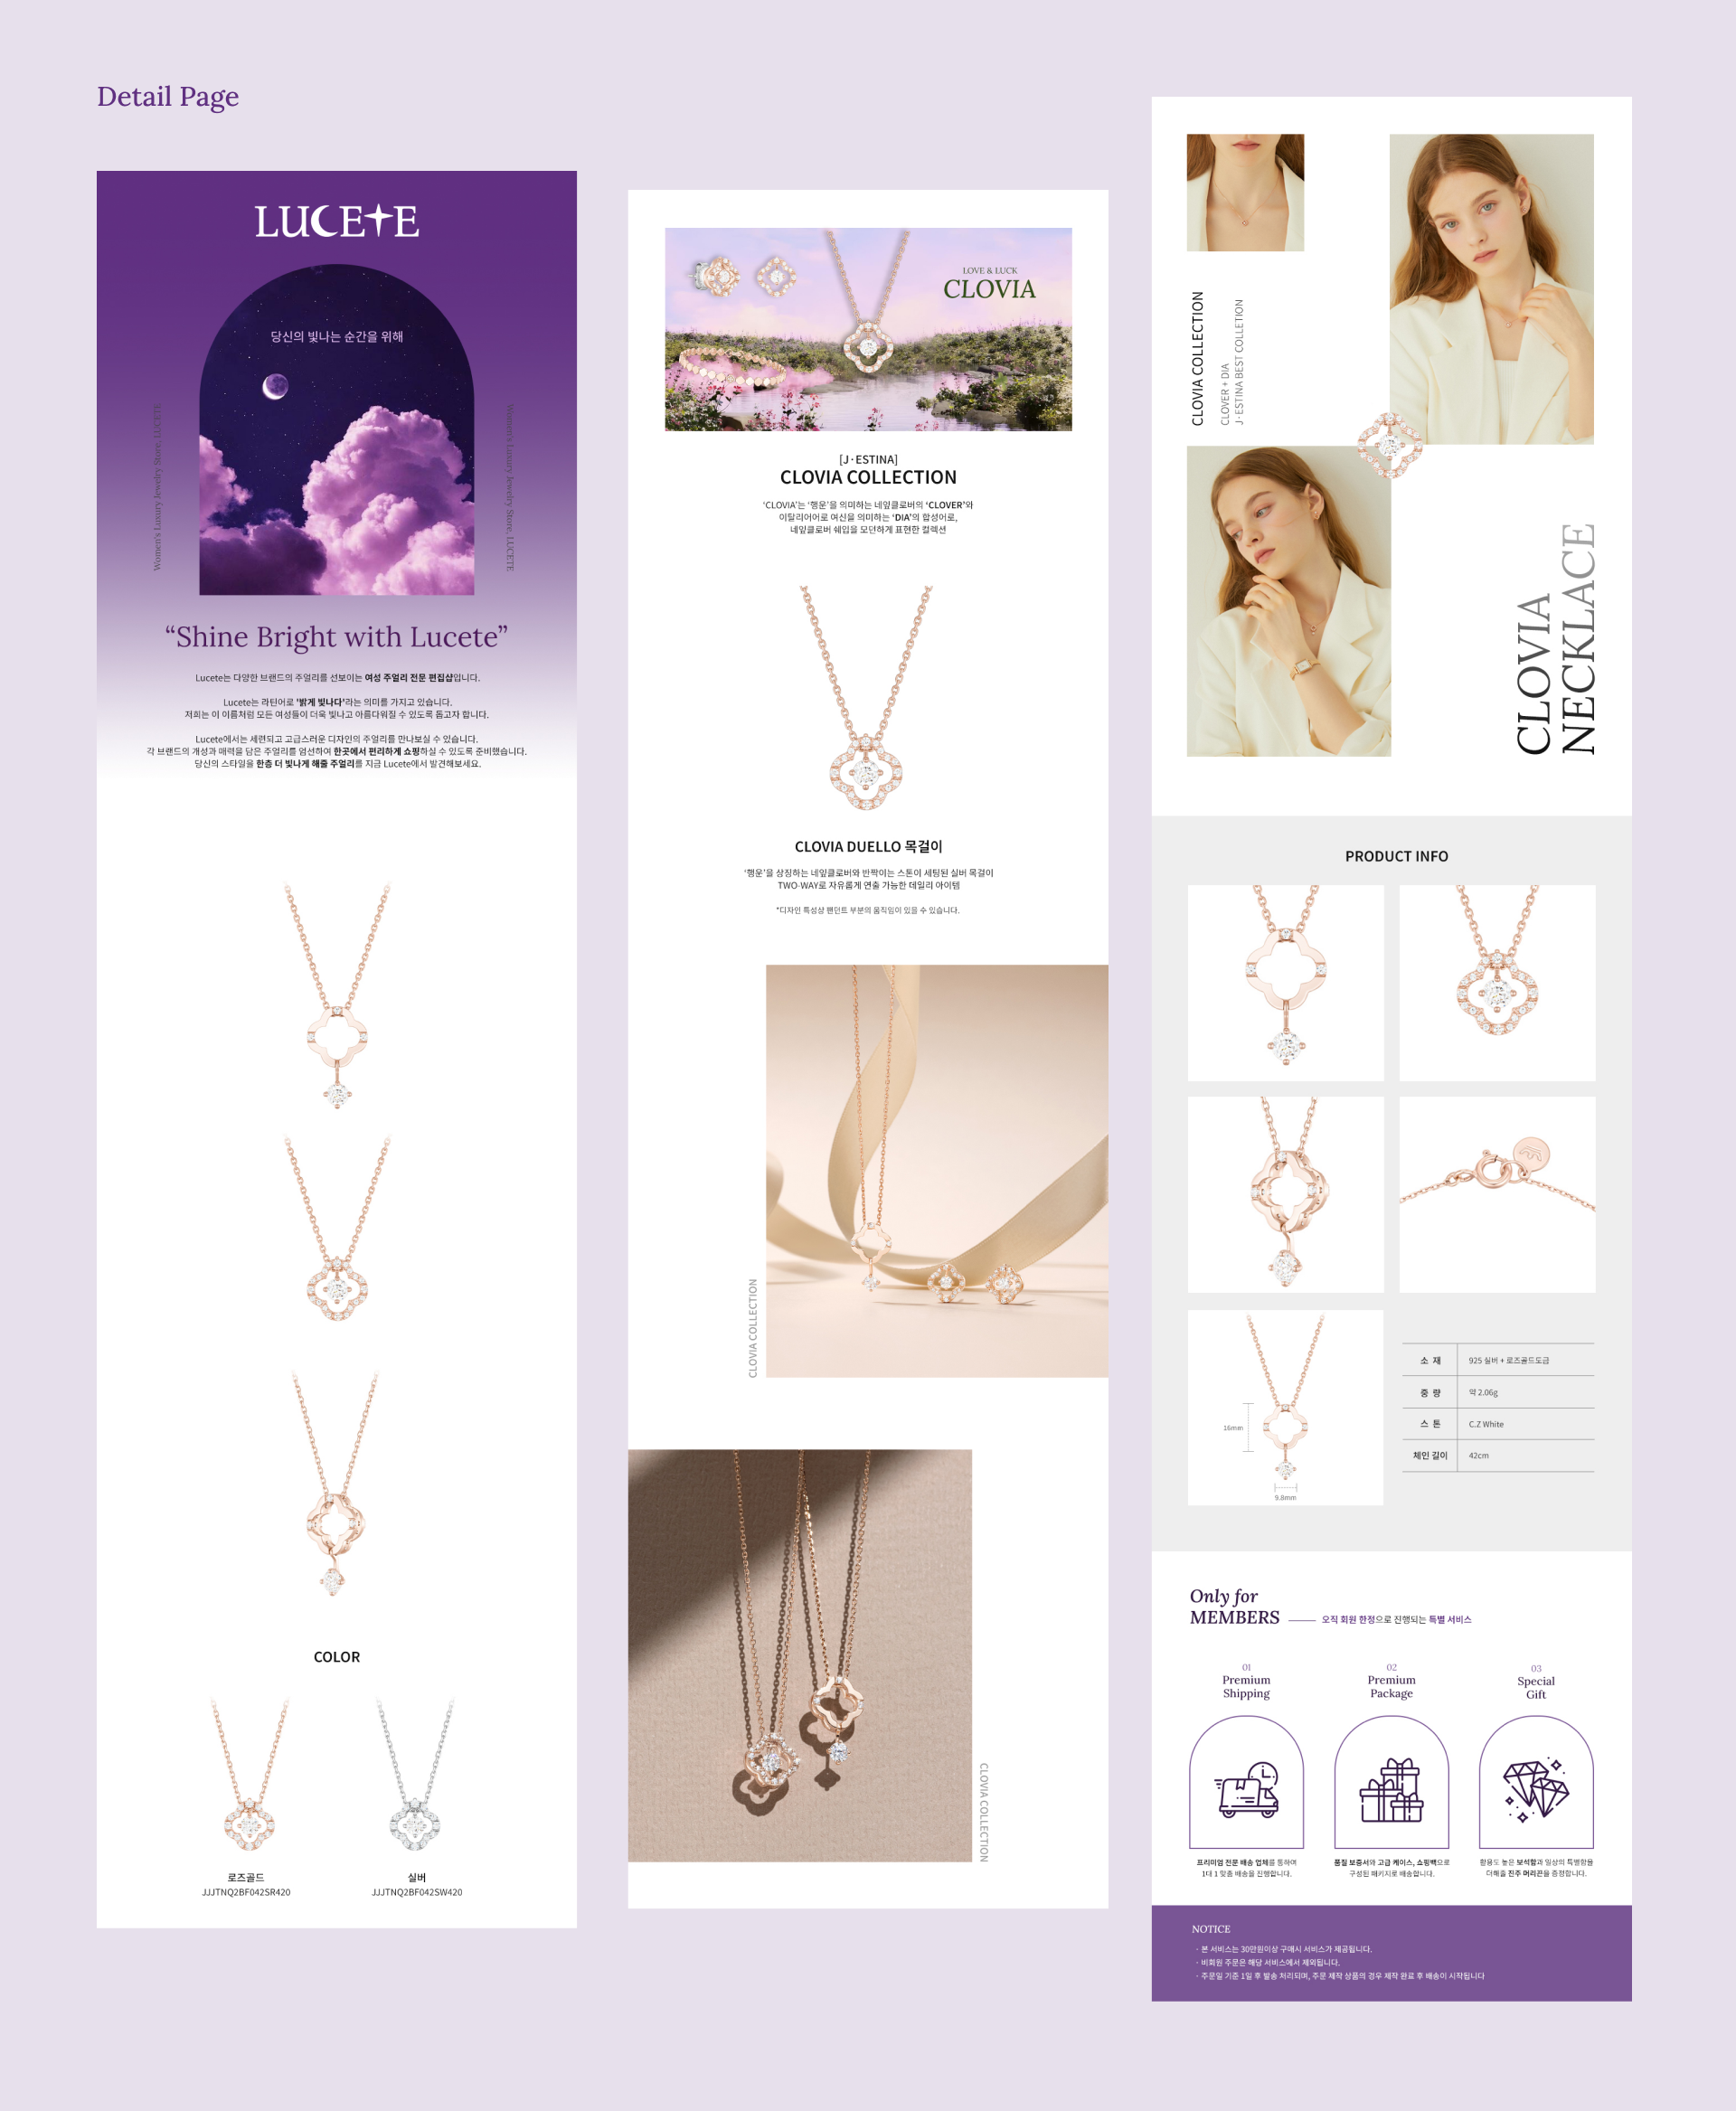 Detail Page
LUCETE
당신의 빛나는 순간을 위해
Women's Luxury Jewelry Store, LUCETE
Women's Luxury Jewelry Store, LUCETE
“Shine Bright with Lucete”
Lucete는 다양한 브랜드의 주얼리를 선보이는 여성 주얼리 전문 편집샵입니다.
Lucete는 라틴어로 '밝게 빛나다'라는 의미를 가지고 있습니다.
저희는 이 이름처럼 모든 여성들이 더욱 빛나고 아름다워질 수 있도록 돕고자 합니다.
Lucete에서는 세련되고 고급스러운 디자인의 주얼리를 만나보실 수 있습니다.
각 브랜드의 개성과 매력을 담은 주얼리를 엄선하여 한곳에서 편리하게 쇼핑하실 수 있도록 준비했습니다.
당신의 스타일을 한층 더 빛나게 해줄 주얼리를 지금 Lucete에서 발견해보세요.
COLOR
로즈골드
JJJTNQ2BF042SR420
실버
JJJTNQ2BF042SW420
LOVE & LUCK
CLOVIA
[J·ESTINA]
CLOVIA COLLECTION
‘CLOVIA’는 ‘행운’을 의미하는 네잎클로버의 ‘CLOVER’와
이탈리어어로 여신을 의미하는 ‘DIA’의 합성어로,
네잎클로버 쉐입을 모던하게 표현한 컬렉션
CLOVIA DUELLO 목걸이
‘행운’을 상징하는 네잎클로버와 반짝이는 스톤이 세팅된 실버 목걸이
TWO-WAY로 자유롭게 연출 가능한 데일리 아이템
*디자인 특성상 팬던트 부분의 움직임이 있을 수 있습니다.
CLOVIA COLLECTION
CLOVIA COLLECTION
CLOVIA COLLECTION
CLOVER + DIA
J·ESTINA BEST COLLETION
CLOVIA
NECKLACE
PRODUCT INFO
16mm
9.8mm
소 재 925 실버 + 로즈골드도금
중 량 약 2.06g
스 톤 C.Z White
체인 길이 42cm
Only for
MEMBERS
오직 회원 한정으로 진행되는 특별 서비스
01
Premium
Shipping
프리미엄 전문 배송 업체를 통하여
1대 1 맞춤 배송을 진행합니다.
02
Premium
Package
품질 보증서와 고급 케이스, 쇼핑백으로
구성된 패키지로 배송합니다.
03
Special
Gift
활용도 높은 보석함과 일상의 특별함을
더해줄 진주 머리끈을 증정합니다.
NOTICE
- 본 서비스는 30만원이상 구매시 서비스가 제공됩니다.
- 비회원 주문은 해당 서비스에서 제외됩니다.
- 주문일 기준 1일 후 발송 처리되며, 주문 제작 상품의 경우 제작 완료 후 배송이 시작됩니다